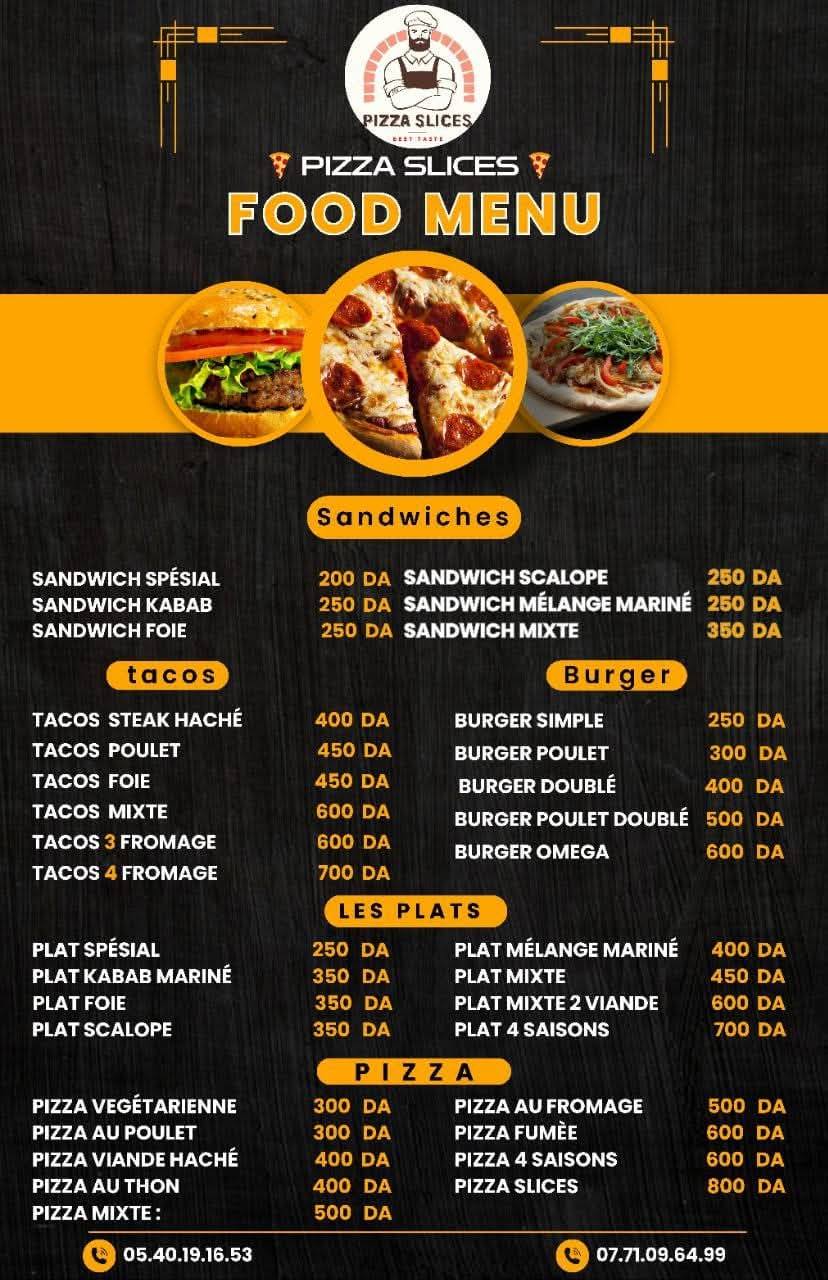 PIZZA SLICES
BEST TASTE
PIZZA SLICES
FOOD MENU
Sandwiches
SANDWICH SPÉSIAL 200 DA
SANDWICH KABAB 250 DA
SANDWICH FOIE 250 DA
SANDWICH SCALOPE 250 DA
SANDWICH MÉLANGE MARINÉ 250 DA
SANDWICH MIXTE 350 DA
tacos
TACOS STEAK HACHÉ 400 DA
TACOS POULET 450 DA
TACOS FOIE 450 DA
TACOS MIXTE 600 DA
TACOS 3 FROMAGE 600 DA
TACOS 4 FROMAGE 700 DA
Burger
BURGER SIMPLE 250 DA
BURGER POULET 300 DA
BURGER DOUBLÉ 400 DA
BURGER POULET DOUBLÉ 500 DA
BURGER OMEGA 600 DA
LES PLATS
PLAT SPÉSIAL 250 DA
PLAT KABAB MARINÉ 350 DA
PLAT FOIE 350 DA
PLAT SCALOPE 350 DA
PLAT MÉLANGE MARINÉ 400 DA
PLAT MIXTE 450 DA
PLAT MIXTE 2 VIANDE 600 DA
PLAT 4 SAISONS 700 DA
PIZZA
PIZZA VEGÉTARIENNE 300 DA
PIZZA AU POULET 300 DA
PIZZA VIANDE HACHÉ 400 DA
PIZZA AU THON 400 DA
PIZZA MIXTE : 500 DA
PIZZA AU FROMAGE 500 DA
PIZZA FUMÈE 600 DA
PIZZA 4 SAISONS 600 DA
PIZZA SLICES 800 DA
05.40.19.16.53
07.71.09.64.99